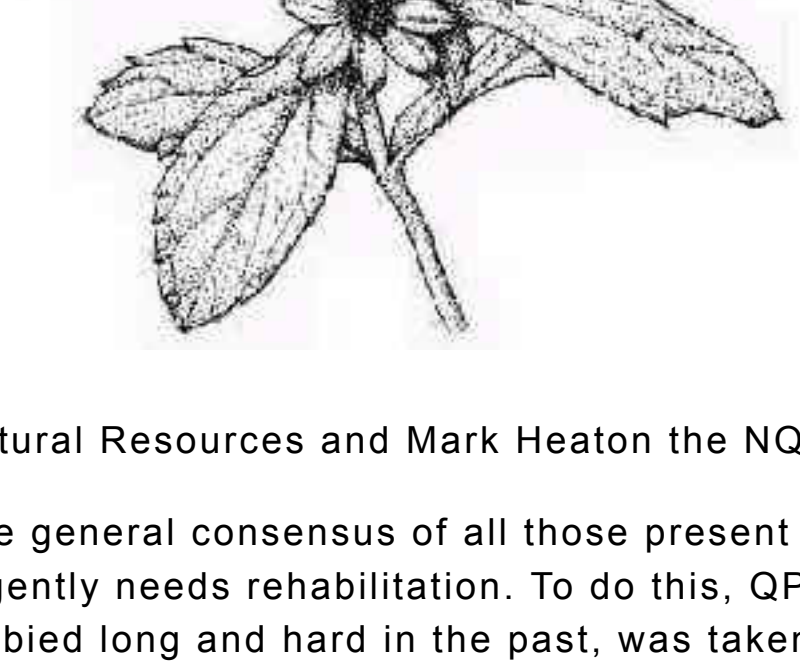 tural Resources and Mark Heaton the NQ
e general consensus of all those present
gently needs rehabilitation. To do this, QP
bied long and hard in the past, was taken